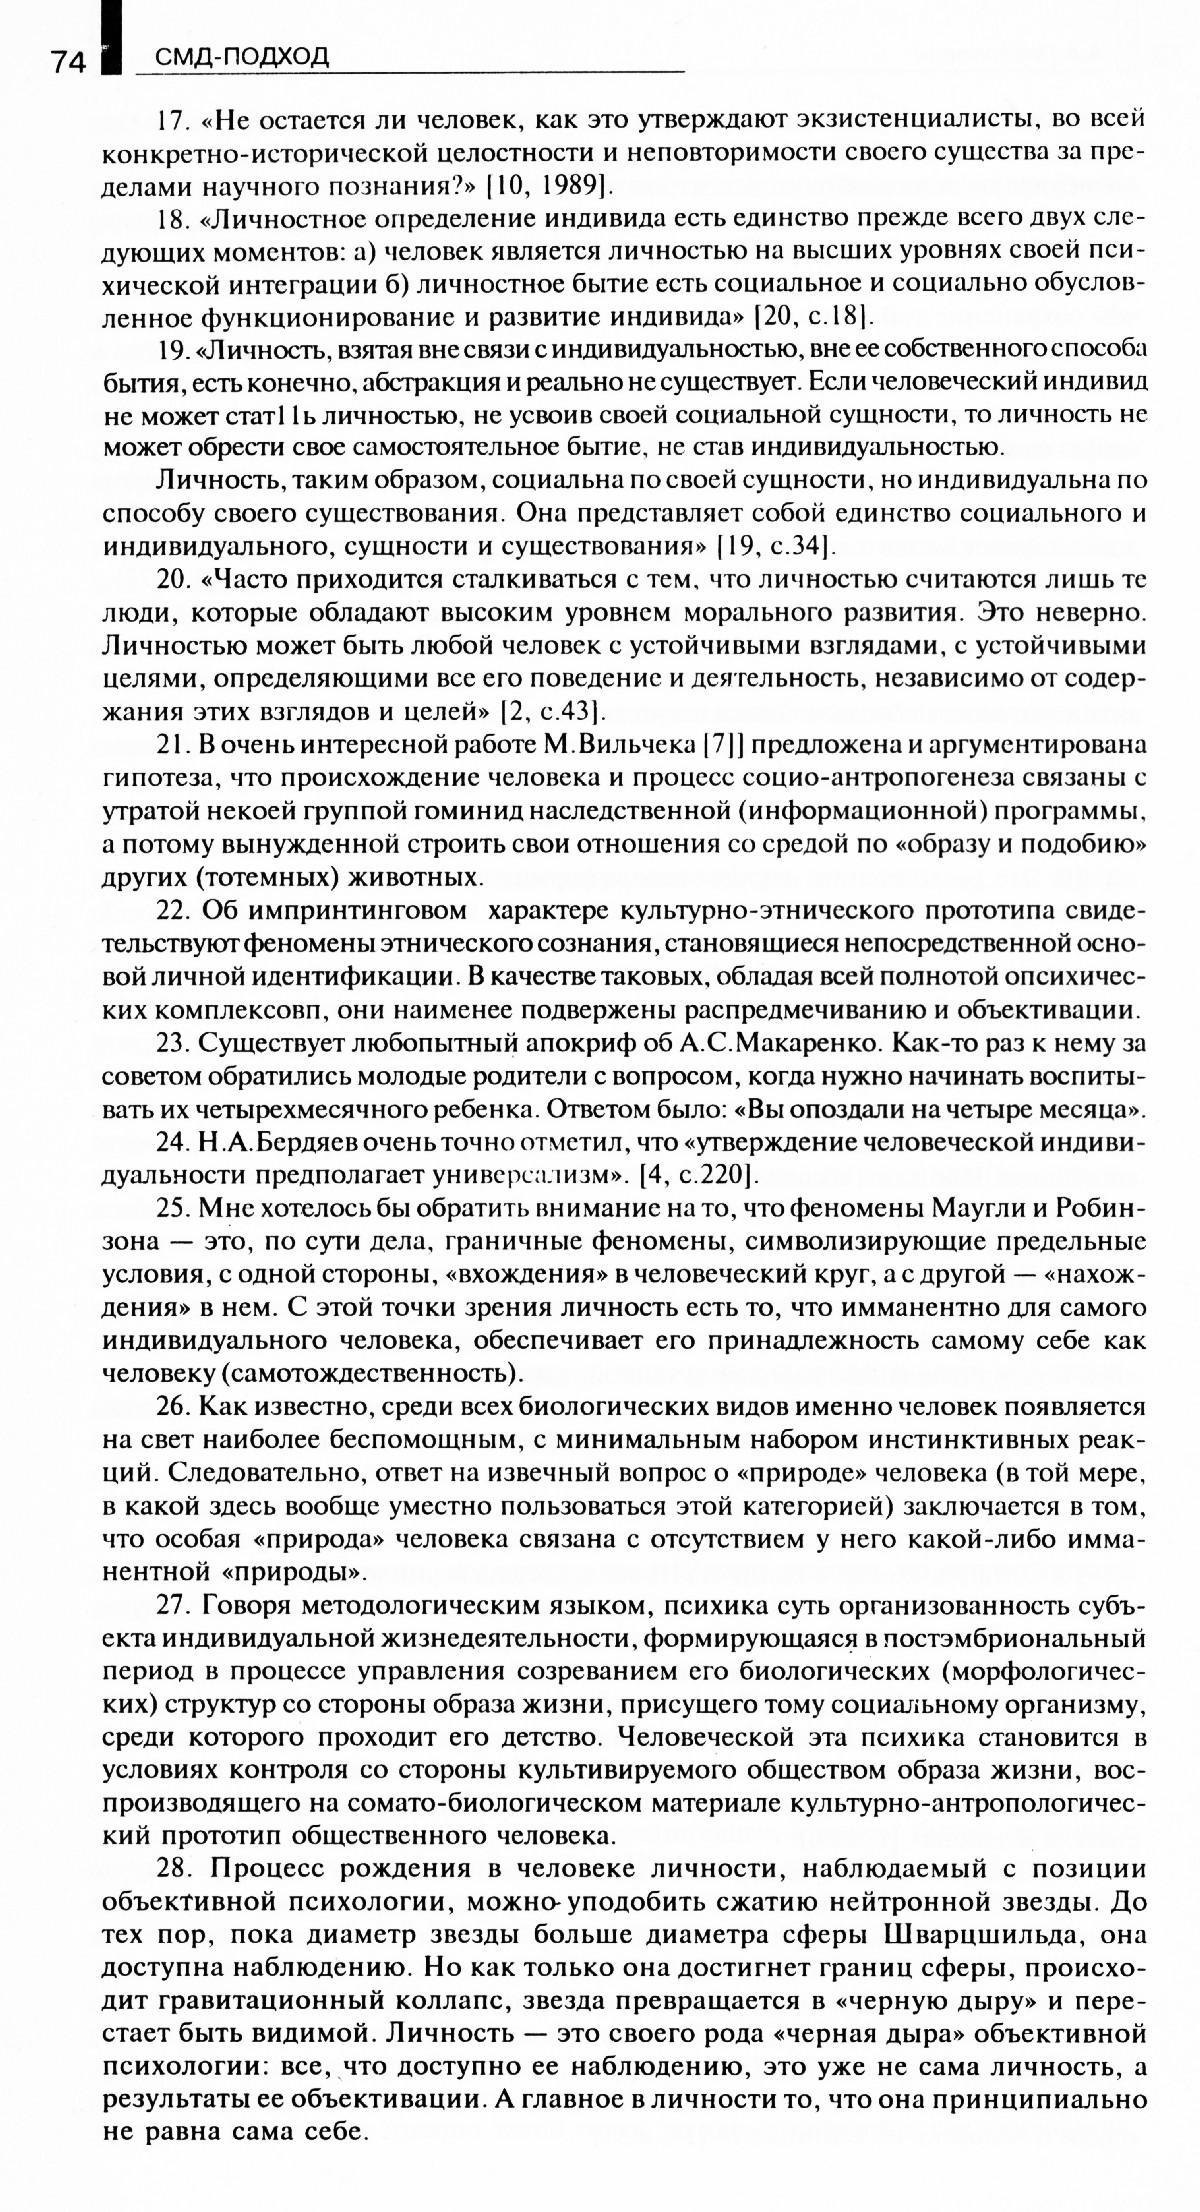 74
СМД-ПОДХОД
17. «Не остается ли человек, как это утверждают экзистенциалисты, во всей
конкретно-исторической целостности и неповторимости своего существа за пре-
делами научного познания?» [10, 1989].
18. «Личностное определение индивида есть единство прежде всего двух сле-
дующих моментов: а) человек является личностью на высших уровнях своей пси-
хической интеграции б) личностное бытие есть социальное и социально обуслов-
ленное функционирование и развитие индивида» [20, с.18].
19. «Личность, взятая вне связи с индивидуальностью, вне ее собственного способа
бытия, есть конечно, абстракция и реально не существует. Если человеческий индивид
не может стат11ь личностью, не усвоив своей социальной сущности, то личность не
может обрести свое самостоятельное бытие, не став индивидуальностью.
Личность, таким образом, социальна по своей сущности, но индивидуальна по
способу своего существования. Она представляет собой единство социального и
индивидуального, сущности и существования» [19, с.34].
20. «Часто приходится сталкиваться с тем, что личностью считаются лишь те
люди, которые обладают высоким уровнем морального развития. Это неверно.
Личностью может быть любой человек с устойчивыми взглядами, с устойчивыми
целями, определяющими все его поведение и деятельность, независимо от содер-
жания этих взглядов и целей» [2, с.43].
21. В очень интересной работе М.Вильчека [7]] предложена и аргументирована
гипотеза, что происхождение человека и процесс социо-антропогенеза связаны с
утратой некоей группой гоминид наследственной (информационной) программы,
а потому вынужденной строить свои отношения со средой по «образу и подобию»
других (тотемных) животных.
22. Об импринтинговом характере культурно-этнического прототипа свиде-
тельствуют феномены этнического сознания, становящиеся непосредственной осно-
вой личной идентификации. В качестве таковых, обладая всей полнотой опсихичес-
ких комплексовп, они наименее подвержены распредмечиванию и объективации.
23. Существует любопытный апокриф об А.С.Макаренко. Как-то раз к нему за
советом обратились молодые родители с вопросом, когда нужно начинать воспиты-
вать их четырехмесячного ребенка. Ответом было: «Вы опоздали на четыре месяца».
24. Н.А.Бердяев очень точно отметил, что «утверждение человеческой индиви-
дуальности предполагает универсализм». [4, с.220].
25. Мне хотелось бы обратить внимание на то, что феномены Маугли и Робин-
зона — это, по сути дела, граничные феномены, символизирующие предельные
условия, с одной стороны, «вхождения» в человеческий круг, а с другой — «нахож-
дения» в нем. С этой точки зрения личность есть то, что имманентно для самого
индивидуального человека, обеспечивает его принадлежность самому себе как
человеку (самотождественность).
26. Как известно, среди всех биологических видов именно человек появляется
на свет наиболее беспомощным, с минимальным набором инстинктивных реак-
ций. Следовательно, ответ на извечный вопрос о «природе» человека (в той мере,
в какой здесь вообще уместно пользоваться этой категорией) заключается в том,
что особая «природа» человека связана с отсутствием у него какой-либо имма-
нентной «природы».
27. Говоря методологическим языком, психика суть организованность субъ-
екта индивидуальной жизнедеятельности, формирующаяся в постэмбриональный
период в процессе управления созреванием его биологических (морфологичес-
ких) структур со стороны образа жизни, присущего тому социальному организму,
среди которого проходит его детство. Человеческой эта психика становится в
условиях контроля со стороны культивируемого обществом образа жизни, вос-
производящего на сомато-биологическом материале культурно-антропологичес-
кий прототип общественного человека.
28. Процесс рождения в человеке личности, наблюдаемый с позиции
объективной психологии, можно-уподобить сжатию нейтронной звезды. До
тех пор, пока диаметр звезды больше диаметра сферы Шварцшильда, она
доступна наблюдению. Но как только она достигнет границ сферы, происхо-
дит гравитационный коллапс, звезда превращается в «черную дыру» и пере-
стает быть видимой. Личность — это своего рода «черная дыра» объективной
психологии: все, что доступно ее наблюдению, это уже не сама личность, а
результаты ее объективации. А главное в личности то, что она принципиально
не равна сама себе.